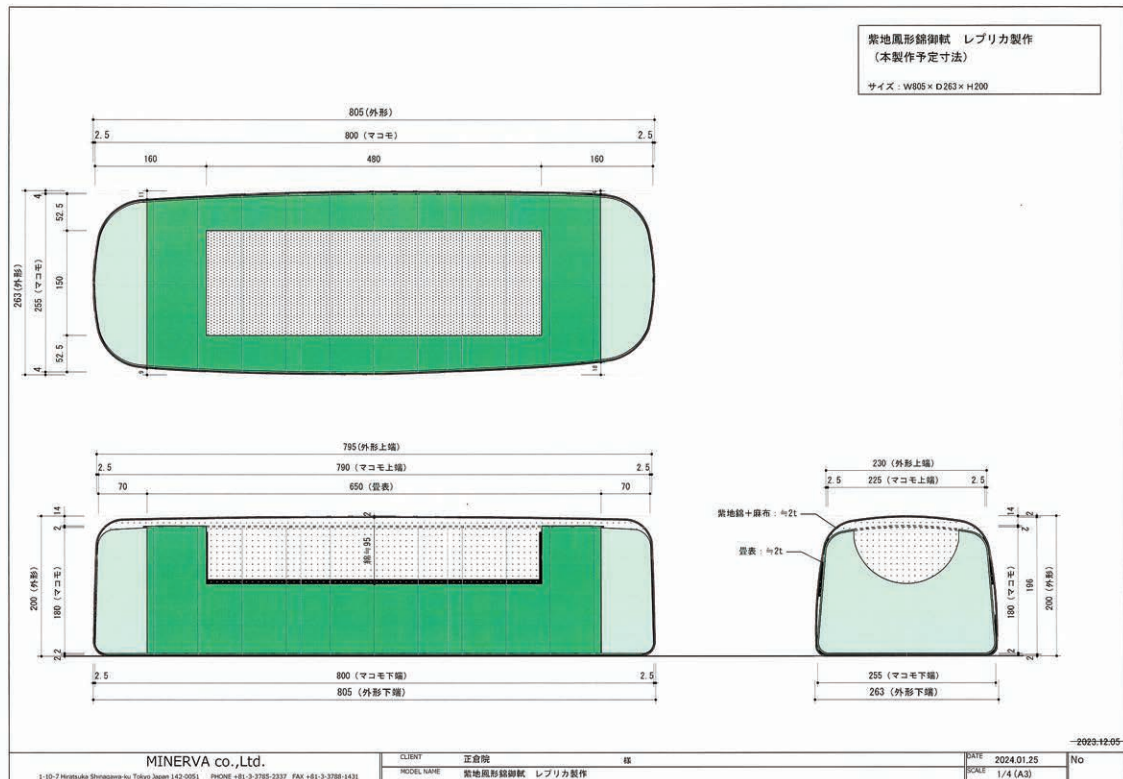 紫地鳳形錦御軾　レプリカ製作
（本製作予定寸法）
サイズ：W805×D263×H200
805(外形)
2.5 800 (マコモ) 2.5
160 480 160
263(外形)
255 (マコモ)
4 52.5 150 52.5 4
11
9
10
795(外形上端)
2.5 790 (マコモ上端) 2.5
70 650 (畳表) 70
200 (外形)
14 2 180 (マコモ) 2.2
2
綿≒95
2.5 800 (マコモ下端) 2.5
805 (外形下端)
230 (外形上端)
2.5 225 (マコモ上端) 2.5
紫地錦+麻布：≒2t
畳表：≒2t
14 2 180 (マコモ) 2
2 196 2
200 (外形)
255 (マコモ下端)
263 (外形下端)
2023.12.05
MINERVA co.,Ltd.
1-10-7 Hiratsuka Shinagawa-ku Tokyo Japan 142-0051 PHONE +81-3-3785-2337 FAX +81-3-3788-1431
CLIENT 正倉院 様
MODEL NAME 紫地鳳形錦御軾　レプリカ製作
DATE 2024.01.25
SCALE 1/4 (A3)
No